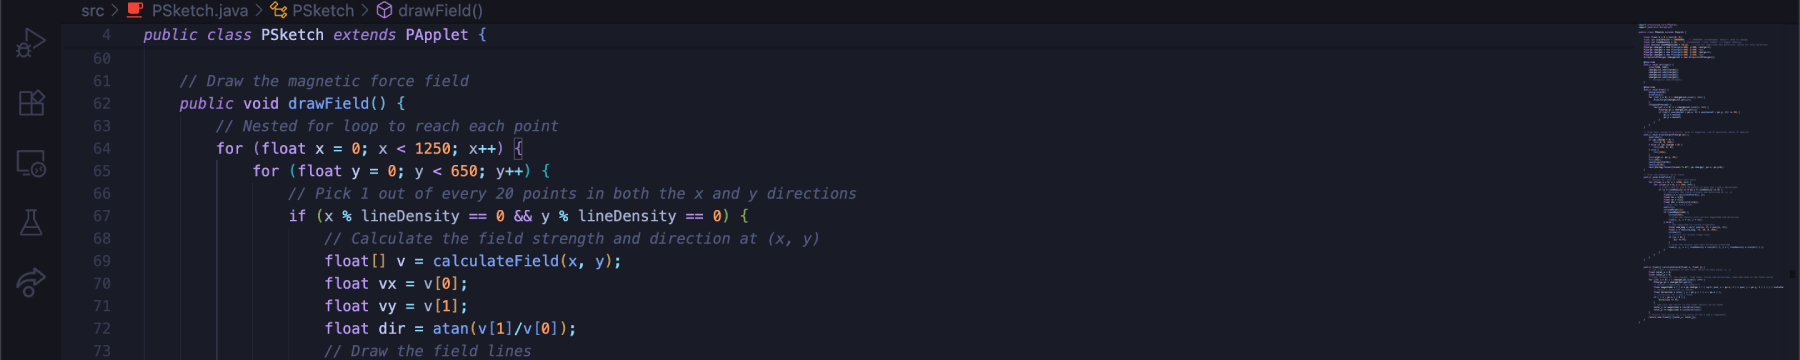 src > PSketch.java > PSketch > drawField()
4 public class PSketch extends PApplet {
60
61 // Draw the magnetic force field
62 public void drawField() {
63 // Nested for loop to reach each point
64 for (float x = 0; x < 1250; x++) {
65 for (float y = 0; y < 650; y++) {
66 // Pick 1 out of every 20 points in both the x and y directions
67 if (x % lineDensity == 0 && y % lineDensity == 0) {
68 // Calculate the field strength and direction at (x, y)
69 float[] v = calculateField(x, y);
70 float vx = v[0];
71 float vy = v[1];
72 float dir = atan(v[1]/v[0]);
73 // Draw the field lines